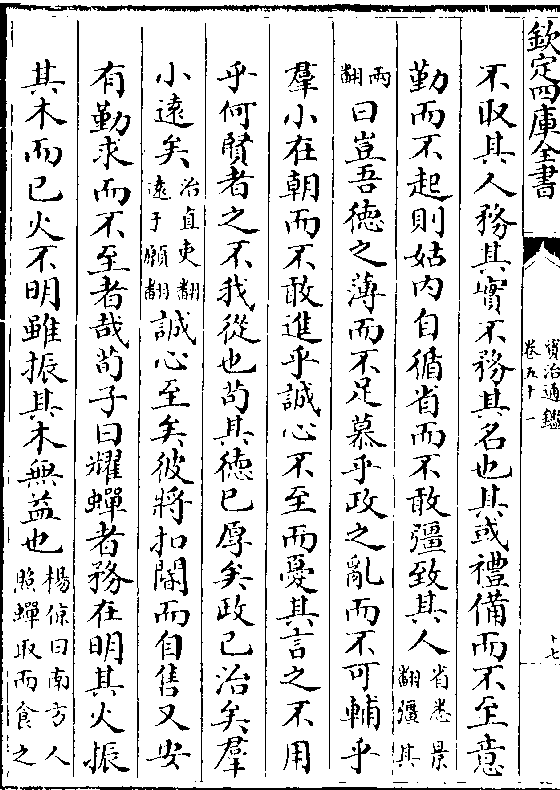 欽定四庫全書
資治通鑑
卷五十一
十七
不取其人務其實不務其名也其或禮備而不至意
勤而不起則姑内自循省而不敢彊致其人省悉景翻彊其
兩翻曰豈吾德之薄而不足慕乎政之亂而不可輔乎
羣小在朝而不敢進乎誠心不至而憂其言之不用
乎何賢者之不我從也苟其德已厚矣政已治矣羣
小遠矣治直吏翻遠于願翻誠心至矣彼將扣閽而自售又安
有勤求而不至者哉荀子曰耀蟬者務在明其火振
其木而已火不明雖振其木無益也楊倞曰南方人照蟬取而食之